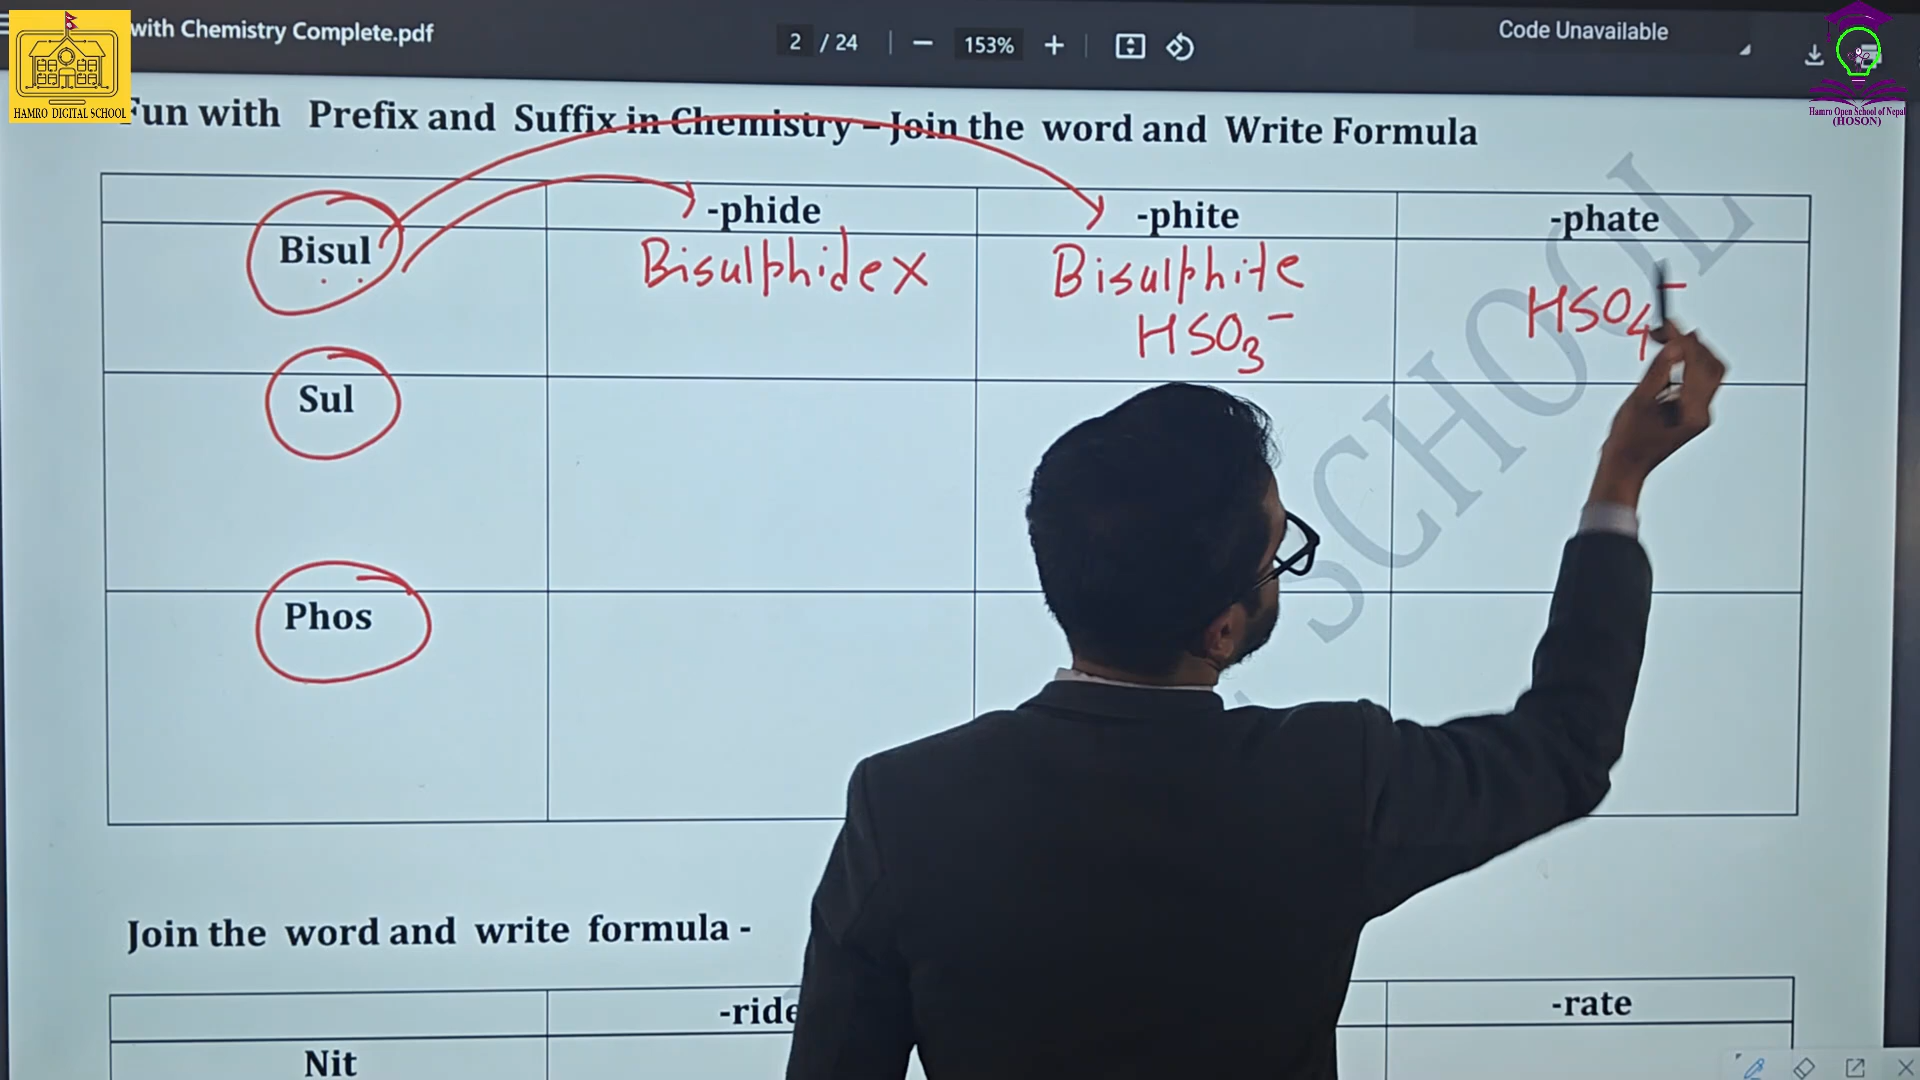 with Chemistry Complete.pdf
2 / 24
153%
Code Unavailable
HAMRO DIGITAL SCHOOL
Hamro Open School of Nepal
(HOSON)
Fun with Prefix and Suffix in Chemistry – Join the word and Write Formula
-phide -phite -phate
Bisul Bisulphide X Bisulphite
HSO3⁻ HSO4⁻
Sul
Phos
SCHOOL
Join the word and write formula -
-ride -rate
Nit